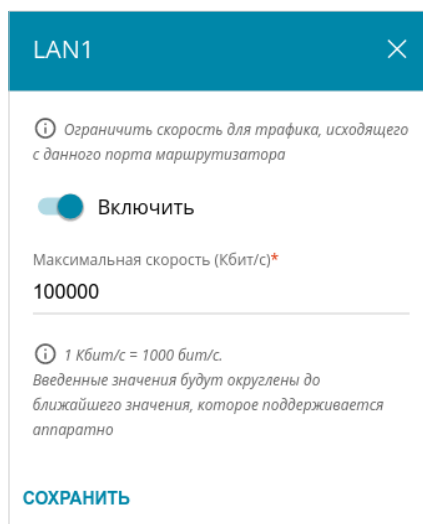 LAN1
Ограничить скорость для трафика, исходящего
с данного порта маршрутизатора
Включить
Максимальная скорость (Кбит/с)*
100000
1 Кбит/с = 1000 бит/с.
Введенные значения будут округлены до
ближайшего значения, которое поддерживается
аппаратно
СОХРАНИТЬ